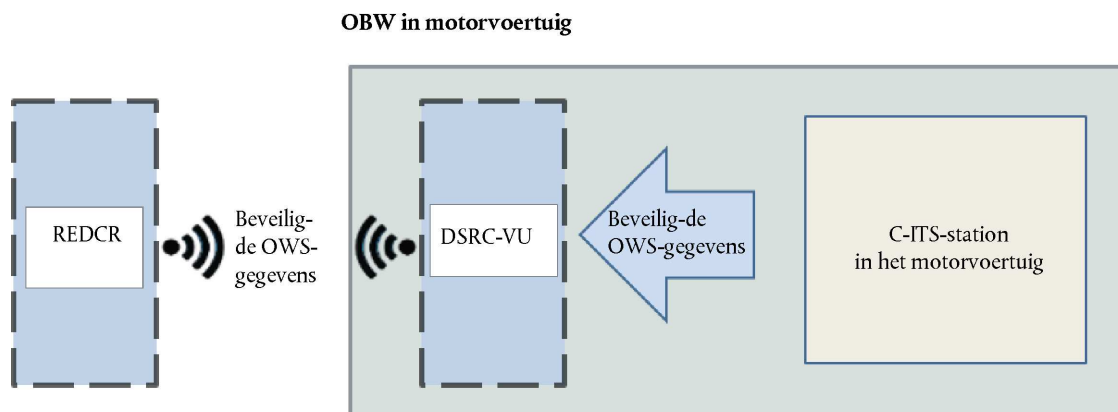 OBW in motorvoertuig
REDCR
Beveilig-
de OWS-
gegevens
DSRC-VU
Beveilig-de
OWS-gegevens
C-ITS-station
in het motorvoertuig